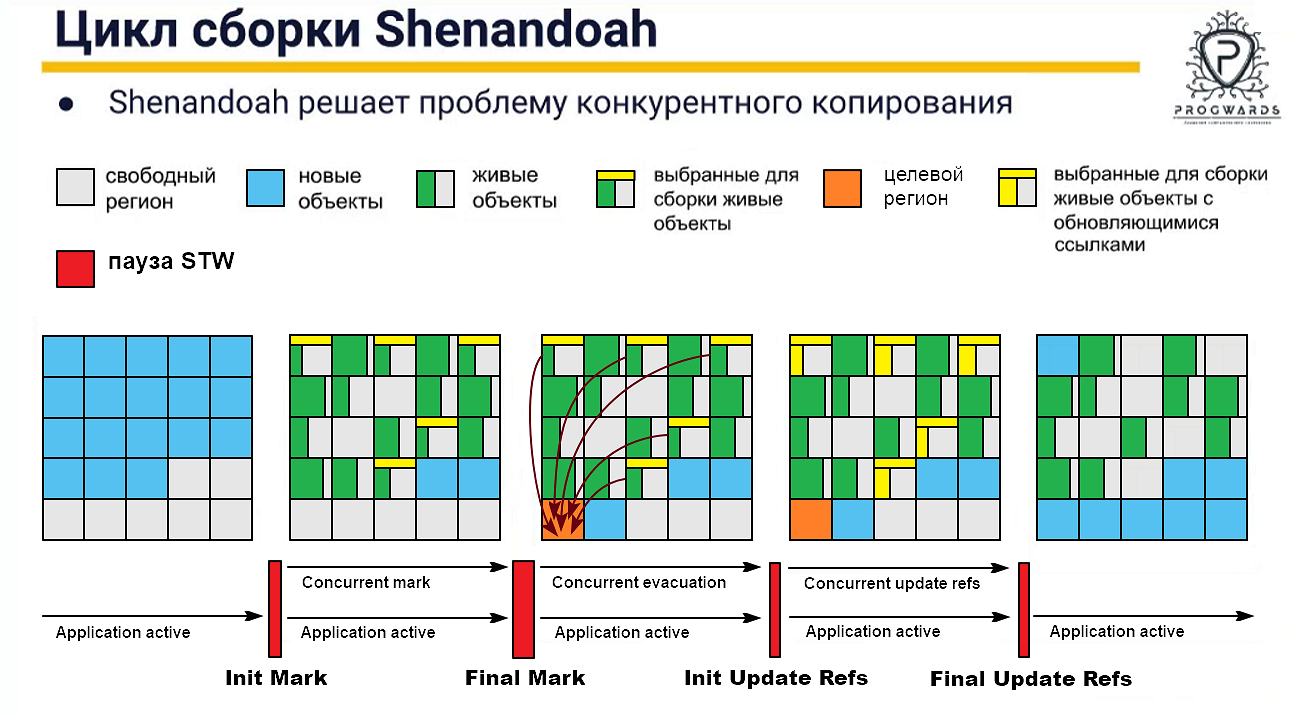 Цикл сборки Shenandoah
● Shenandoah решает проблему конкурентного копирования
PROGWARDS
свободный
регион
новые
объекты
живые
объекты
выбранные для
сборки живые
объекты
целевой
регион
выбранные для сборки
живые объекты с
обновляющимися
ссылками
пауза STW
Concurrent mark
Concurrent evacuation
Concurrent update refs
Application active
Application active
Application active
Application active
Application active
Init Mark
Final Mark
Init Update Refs
Final Update Refs